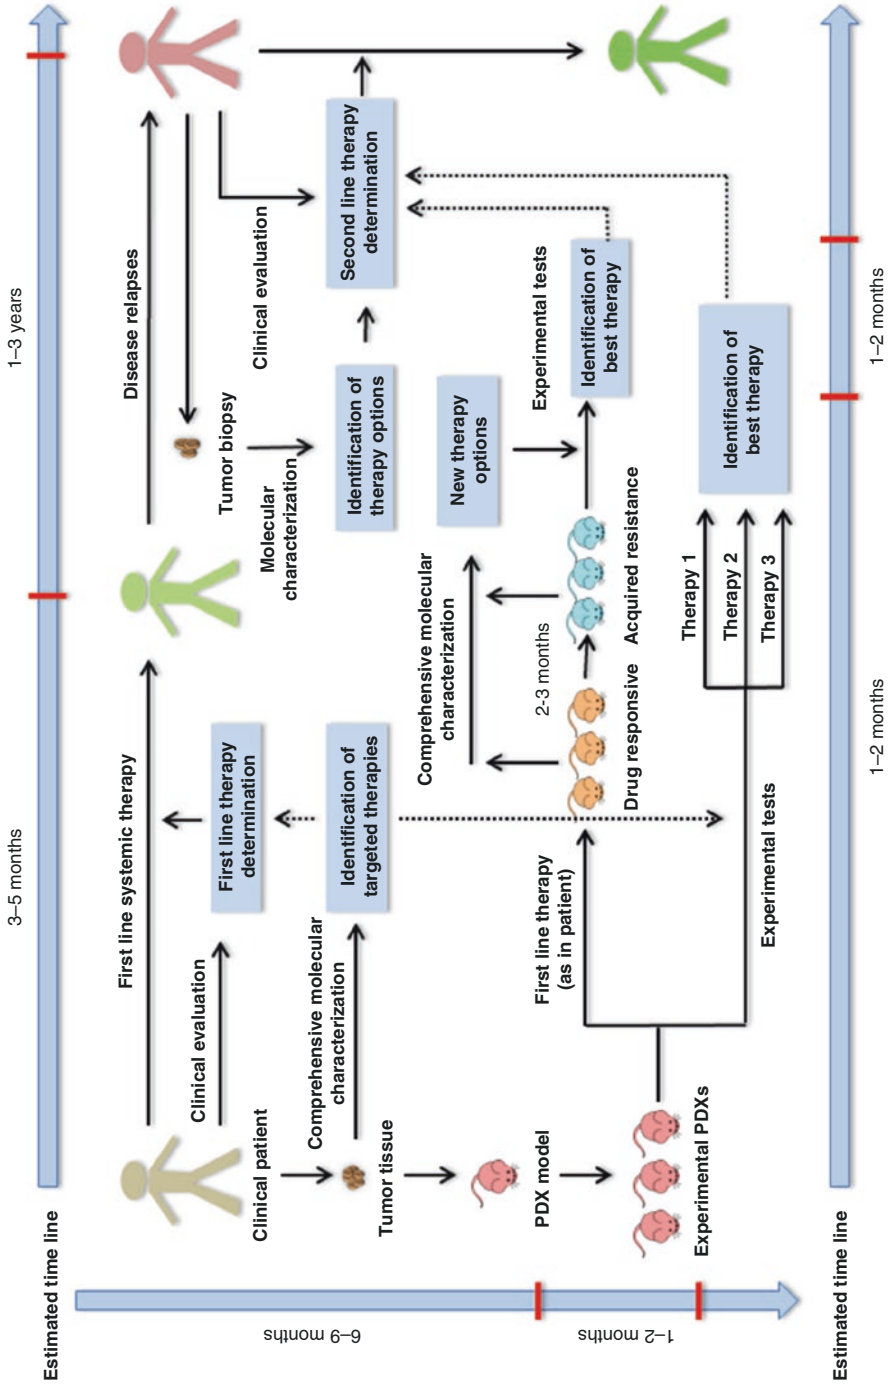 Estimated time line
3–5 months
1–3 years
First line systemic therapy
Disease relapses
Clinical evaluation
Clinical patient
First line therapy
determination
Tumor biopsy
Clinical evaluation
Molecular
characterization
Comprehensive molecular
characterization
Tumor tissue
Identification of
targeted therapies
Identification of
therapy options
Second line therapy
determination
Comprehensive molecular
characterization
New therapy
options
Experimental tests
PDX model
First line therapy
(as in patient)
2-3 months
Drug responsive
Acquired resistance
Identification of
best therapy
Experimental PDXs
Experimental tests
Therapy 1
Therapy 2
Therapy 3
Identification of
best therapy
6–9 months
1–2 months
Estimated time line
1–2 months
1–2 months